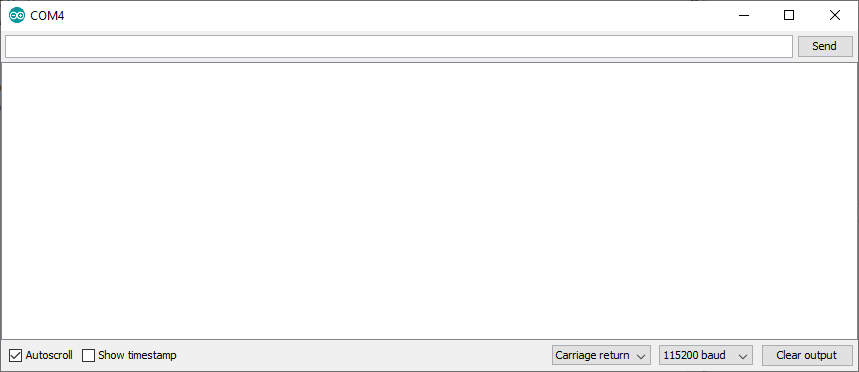 COM4
Send
Autoscroll Show timestamp Carriage return 115200 baud Clear output